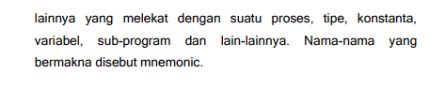 lainnya yang melekat dengan suatu proses, tipe, konstanta,
variabel, sub-program dan lain-lainnya. Nama-nama yang
bermakna disebut mnemonic.